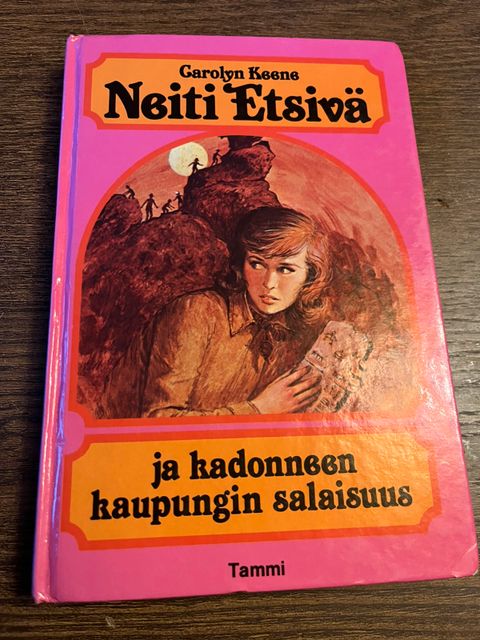 Carolyn Keene
Neiti Etsivä
ja kadonneen
kaupungin salaisuus
Tammi